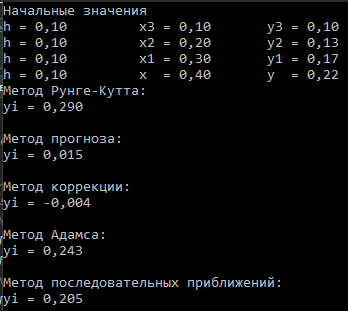 Начальные значения
h = 0,10 x3 = 0,10 y3 = 0,10
h = 0,10 x2 = 0,20 y2 = 0,13
h = 0,10 x1 = 0,30 y1 = 0,17
h = 0,10 x = 0,40 y = 0,22
Метод Рунге-Кутта:
yi = 0,290
Метод прогноза:
yi = 0,015
Метод коррекции:
yi = -0,004
Метод Адамса:
yi = 0,243
Метод последовательных приближений:
yi = 0,205